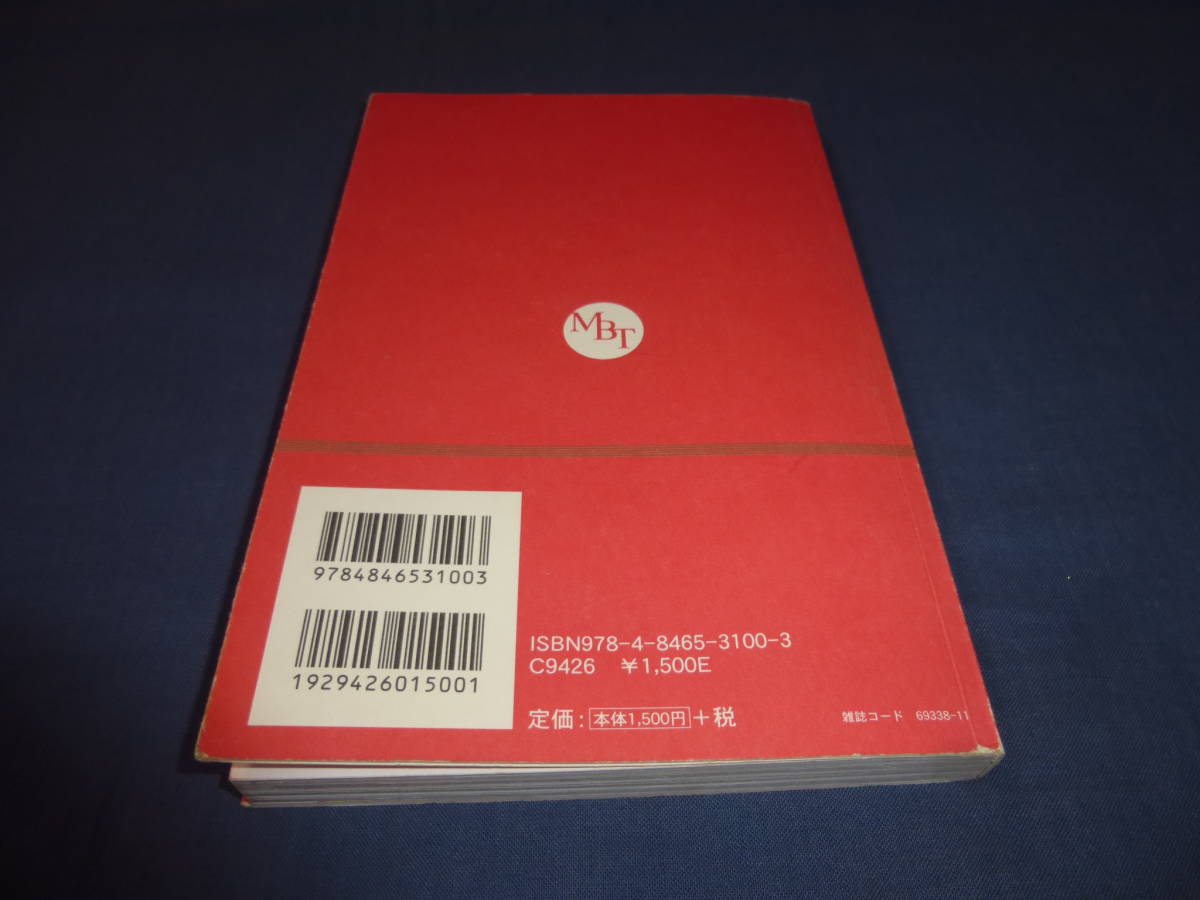 MBT
9784846531003
1929426015001
ISBN978-4-8465-3100-3
C9426 ¥1,500E
定価：本体1,500円＋税
雑誌コード 69338-11